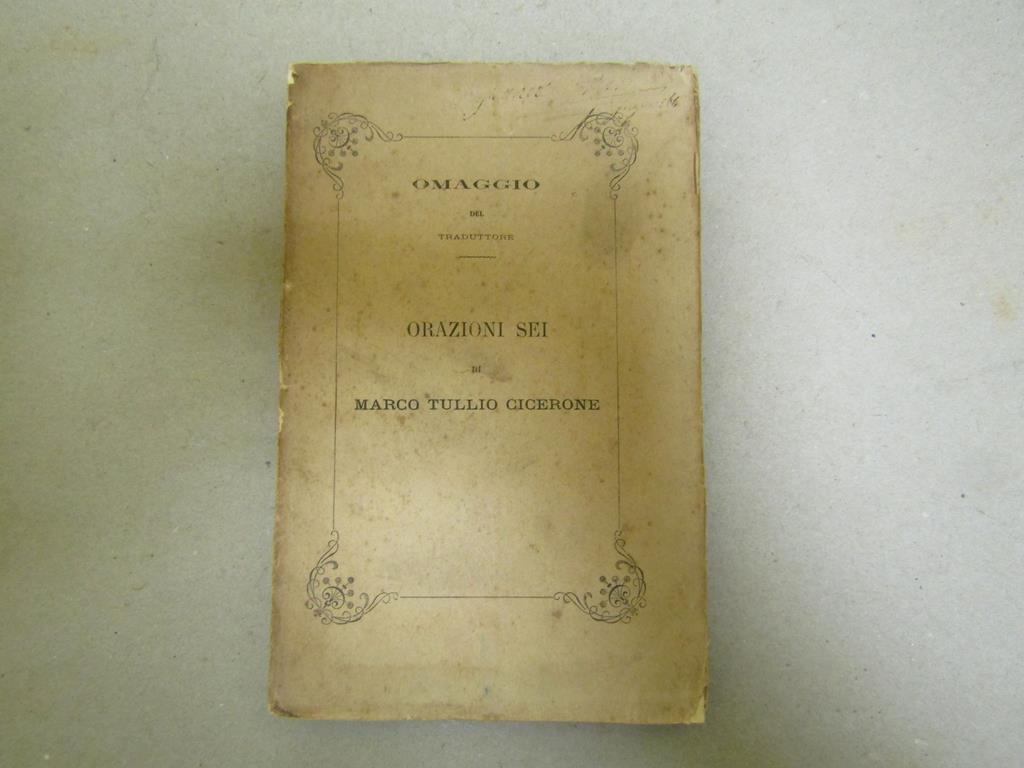 OMAGGIO
DEL
TRADUTTORE
ORAZIONI SEI
DI
MARCO TULLIO CICERONE